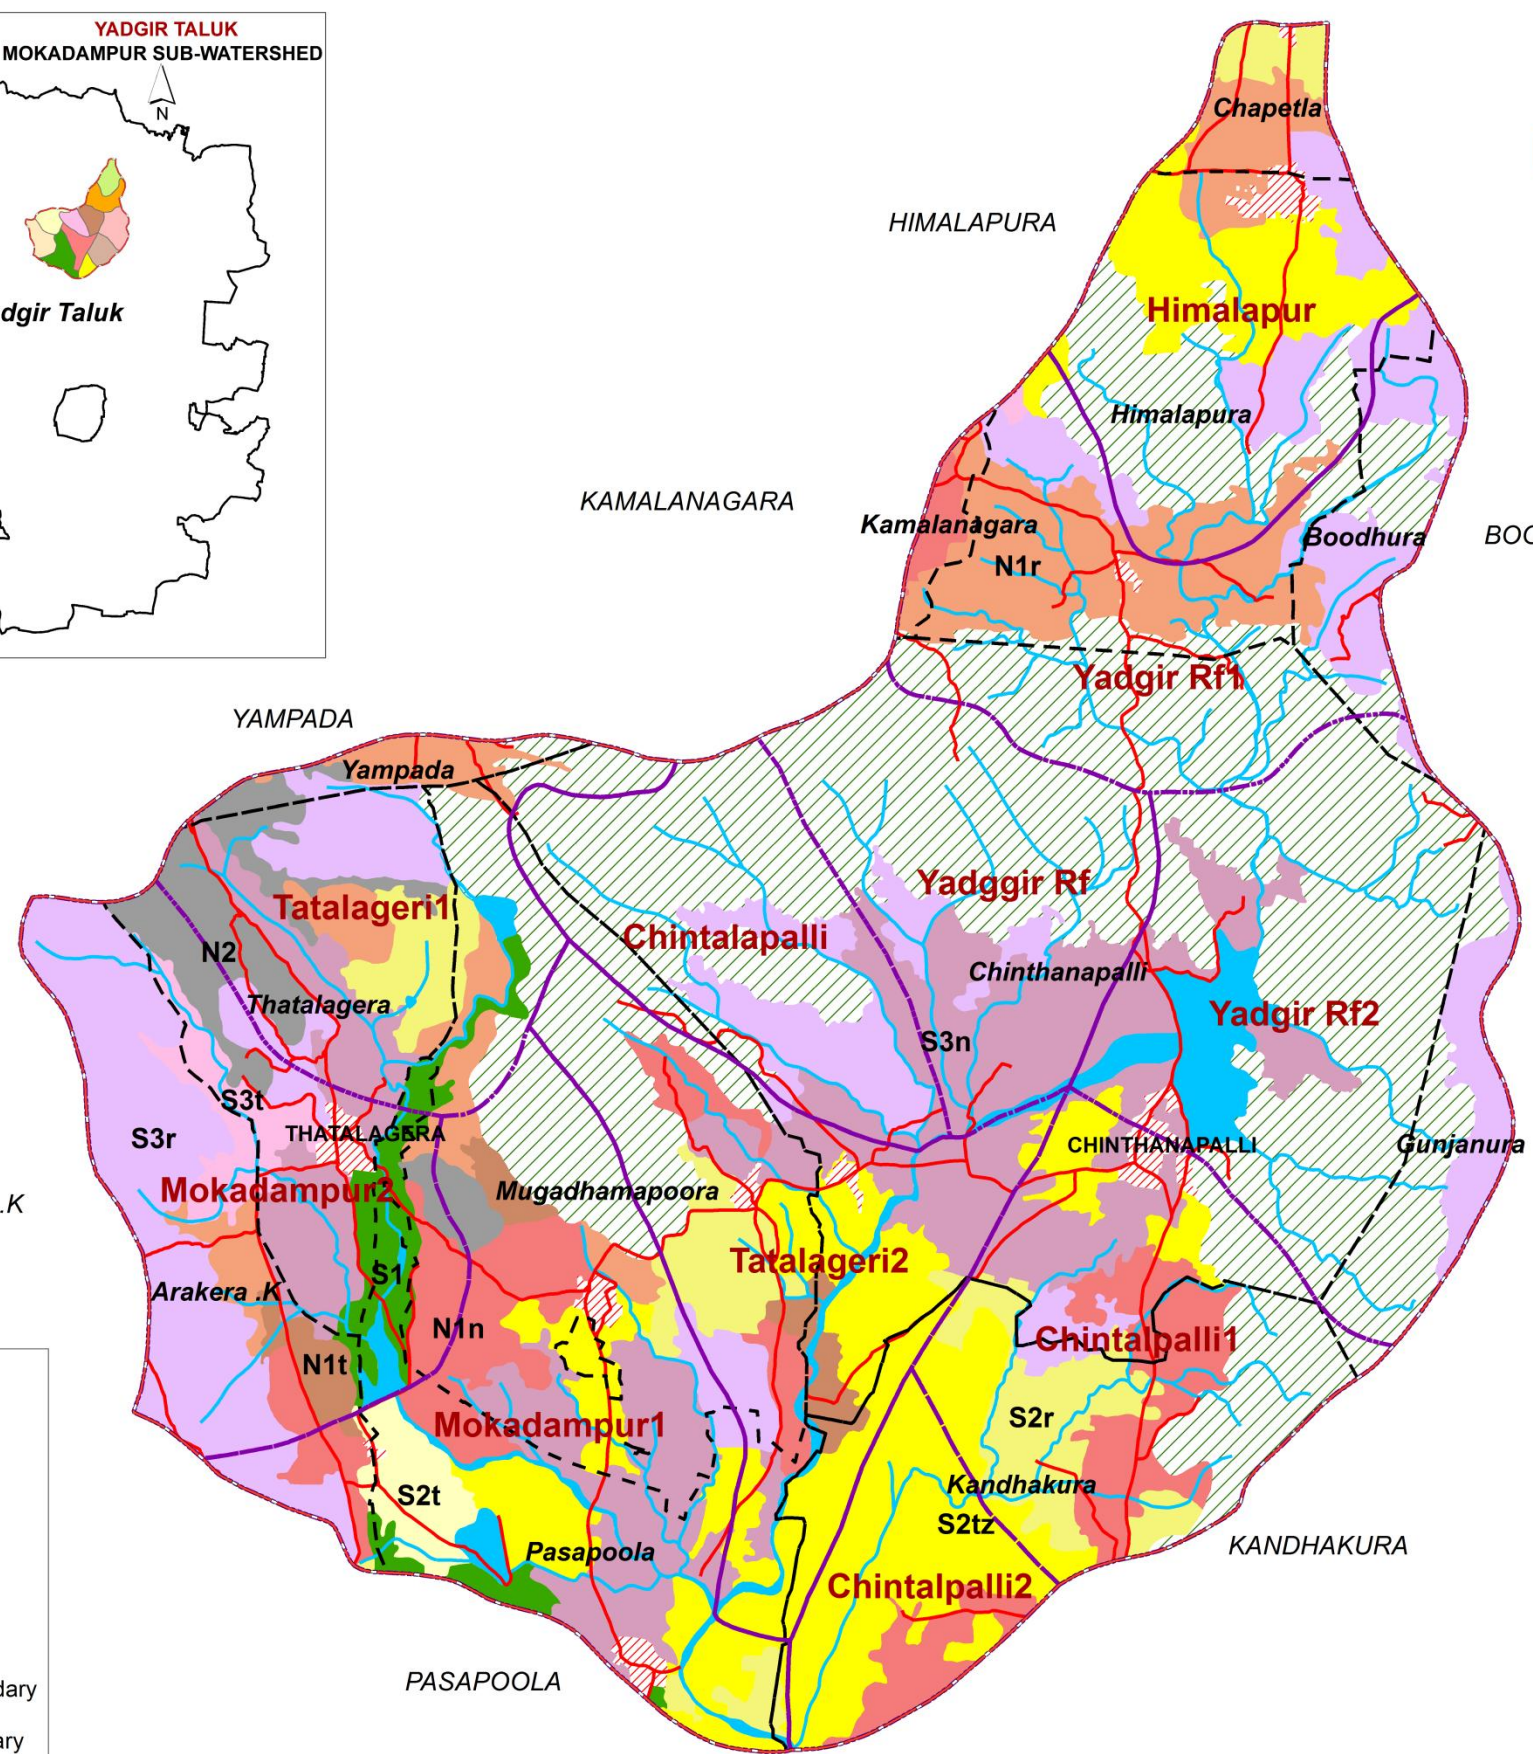 YADGIR TALUK
MOKADAMPUR SUB-WATERSHED
N
dgir Taluk
Chapetla
HIMALAPURA
Himalapur
Himalapura
KAMALANAGARA
Kamalanagara
Boodhura
BOO
N1r
Yadgir Rf1
YAMPADA
Yampada
Yadggir Rf
Tatalageri1
Chintalapalli
N2
Chinthanapalli
Thatalagera
Yadgir Rf2
S3n
S3t
S3r
THATALAGERA
CHINTHANAPALLI
Gunjanura
Mokadampur2
Mugadhamapoora
.K
Tatalageri2
S1
Arakera .K
N1n
Chintalpalli1
N1t
Mokadampur1
S2r
Kandhakura
S2t
S2tz
Pasapoola
KANDHAKURA
Chintalpalli2
PASAPOOLA
dary
ary